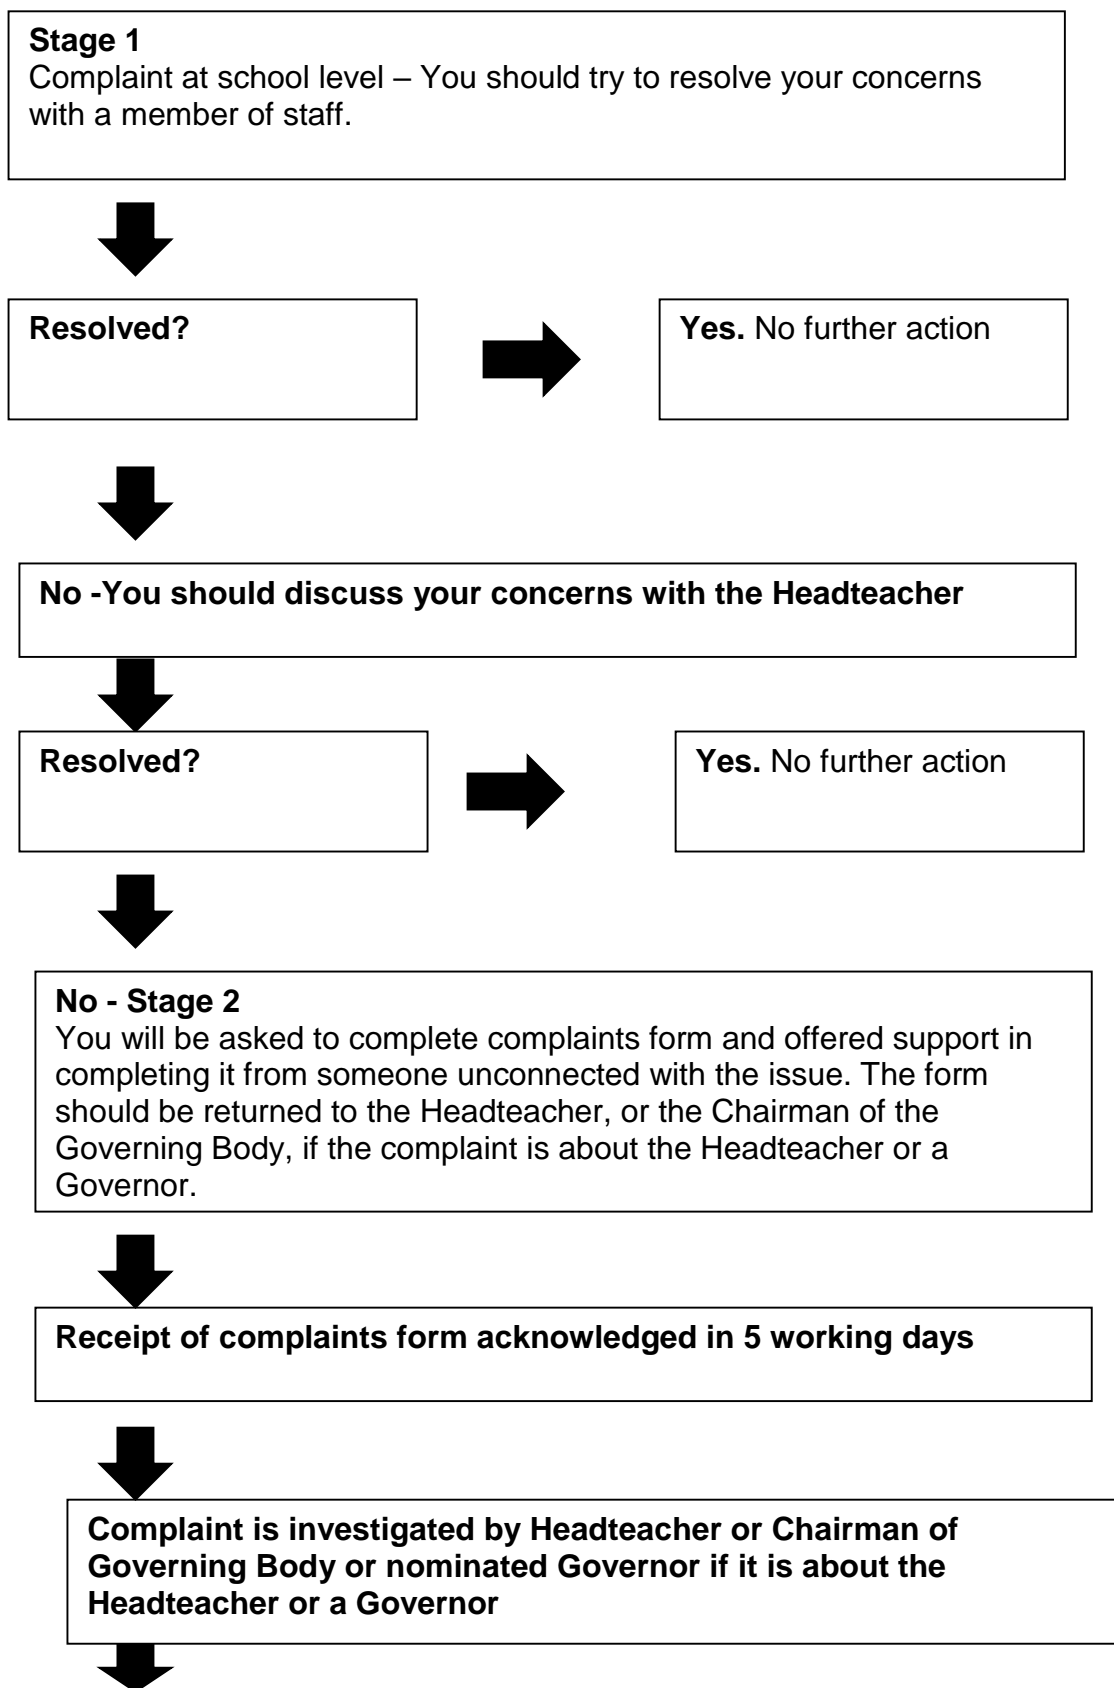 Stage 1
Complaint at school level – You should try to resolve your concerns
with a member of staff.
Resolved?
Yes. No further action
No -You should discuss your concerns with the Headteacher
Resolved?
Yes. No further action
No - Stage 2
You will be asked to complete complaints form and offered support in
completing it from someone unconnected with the issue. The form
should be returned to the Headteacher, or the Chairman of the
Governing Body, if the complaint is about the Headteacher or a
Governor.
Receipt of complaints form acknowledged in 5 working days
Complaint is investigated by Headteacher or Chairman of
Governing Body or nominated Governor if it is about the
Headteacher or a Governor